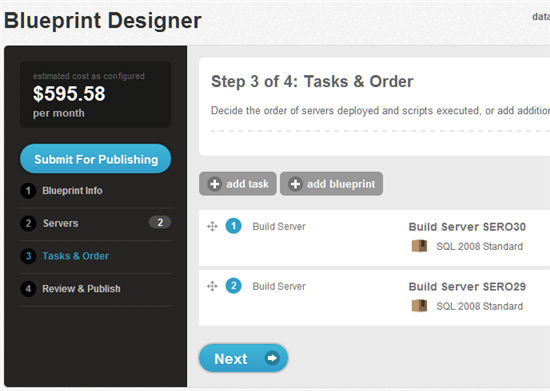 Blueprint Designer
data
estimated cost as configured
$595.58
per month
Submit For Publishing
1 Blueprint Info
2 Servers 2
3 Tasks & Order
4 Review & Publish
Step 3 of 4: Tasks & Order
Decide the order of servers deployed and scripts executed, or add addition
add task
add blueprint
1 Build Server Build Server SERO30
SQL 2008 Standard
2 Build Server Build Server SERO29
SQL 2008 Standard
Next